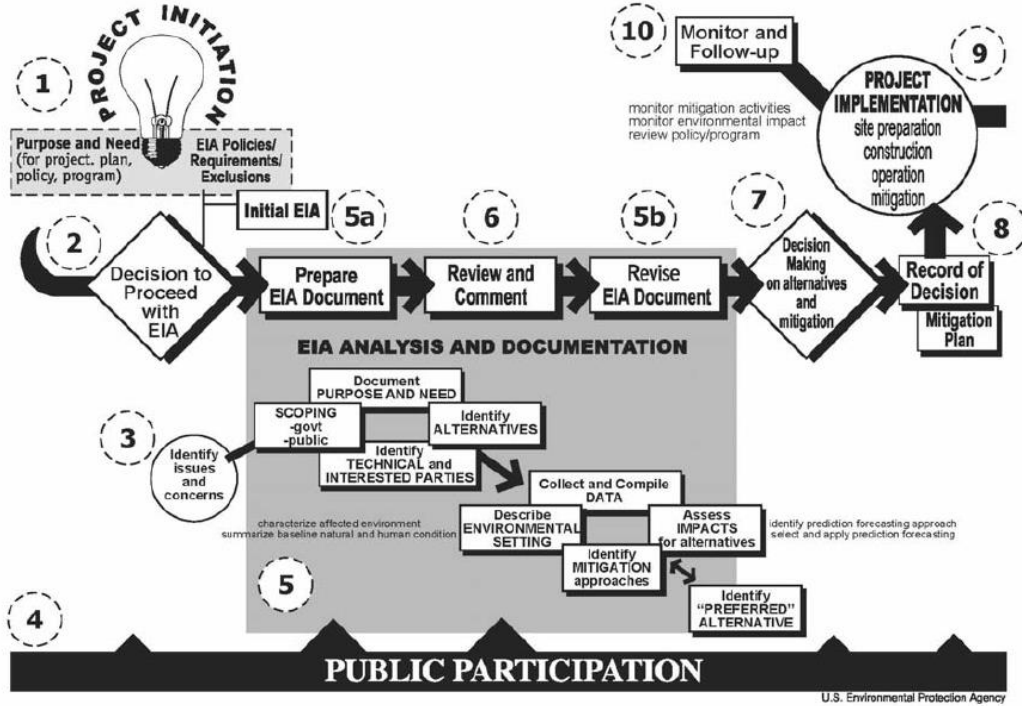 1
PROJECT INITIATION
Purpose and Need
(for project. plan,
policy, program)
EIA Policies/
Requirements/
Exclusions
Initial EIA
2
Decision to
Proceed
with
EIA
5a
Prepare
EIA Document
6
Review and
Comment
5b
Revise
EIA Document
7
Decision
Making
on alternatives
and
mitigation
8
Record of
Decision
Mitigation
Plan
9
PROJECT
IMPLEMENTATION
site preparation
construction
operation
mitigation
10
Monitor and
Follow-up
monitor mitigation activities
monitor environmental impact
review policy/program
EIA ANALYSIS AND DOCUMENTATION
3
Identify
issues
and
concerns
SCOPING
-govt
-public
Document
PURPOSE AND NEED
Identify
ALTERNATIVES
Identify
TECHNICAL and
INTERESTED PARTIES
Collect and Compile
DATA
Describe
ENVIRONMENTAL
SETTING
characterize affected environment
summarize baseline natural and human condition
Assess
IMPACTS
for alternatives
identify prediction forecasting approach
select and apply prediction forecasting
Identify
MITIGATION
approaches
Identify
“PREFERRED”
ALTERNATIVE
5
4
PUBLIC PARTICIPATION
U.S. Environmental Protection Agency